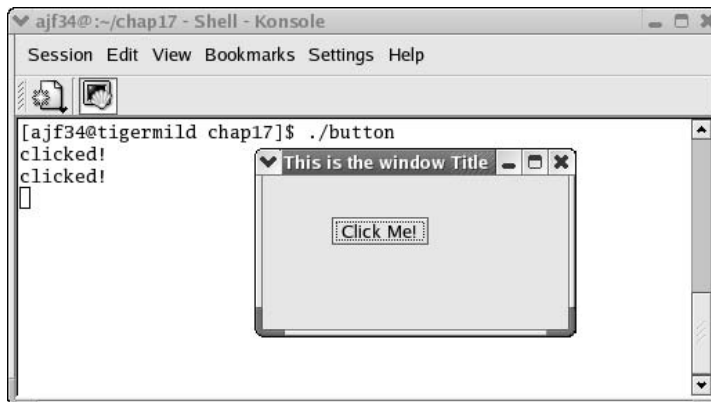 ajf34@:~/chap17 - Shell - Konsole
Session Edit View Bookmarks Settings Help
[ajf34@tigermild chap17]$ ./button
clicked!
clicked!
This is the window Title
Click Me!